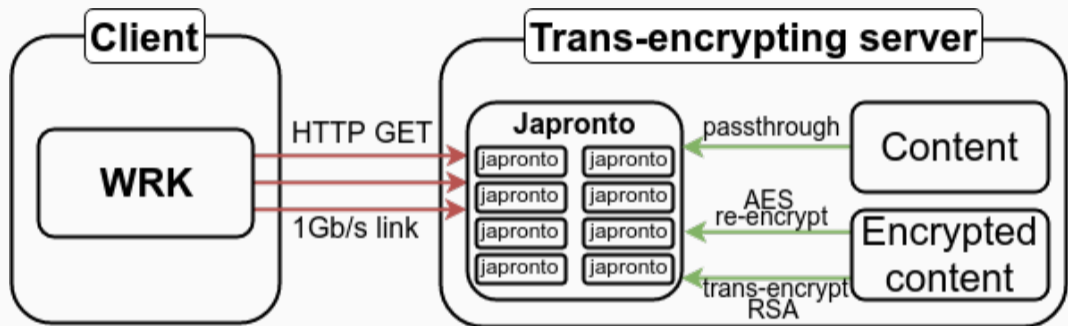 Client
Trans-encrypting server
WRK
HTTP GET
1Gb/s link
Japronto
japronto japronto
japronto japronto
japronto japronto
japronto japronto
passthrough
AES
re-encrypt
trans-encrypt
RSA
Content
Encrypted
content